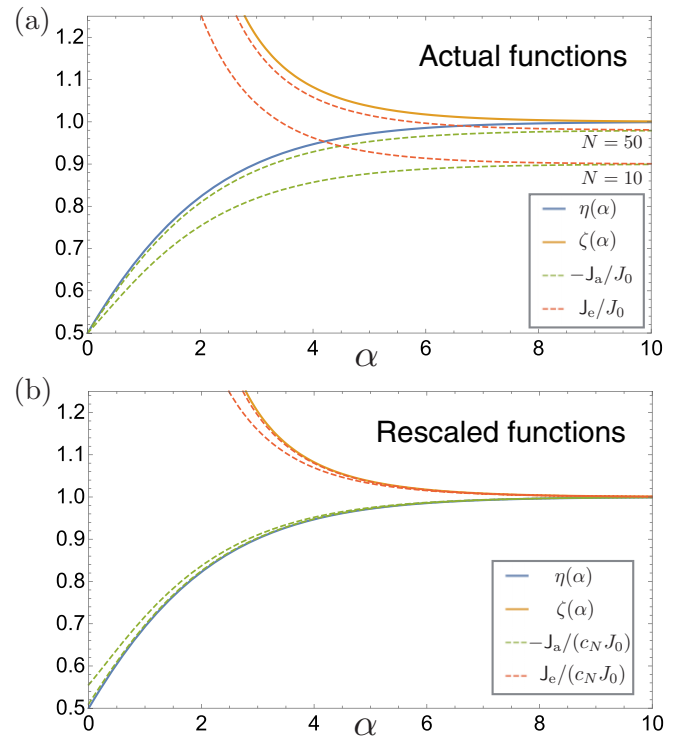 (a)
Actual functions
1.2
1.1
1.0
0.9
0.8
0.7
0.6
0.5
N = 50
N = 10
η(α)
ζ(α)
−J_a/J_0
J_e/J_0
0 2 4 6 8 10
α
(b)
Rescaled functions
1.2
1.1
1.0
0.9
0.8
0.7
0.6
0.5
η(α)
ζ(α)
−J_a/(c_N J_0)
J_e/(c_N J_0)
0 2 4 6 8 10
α